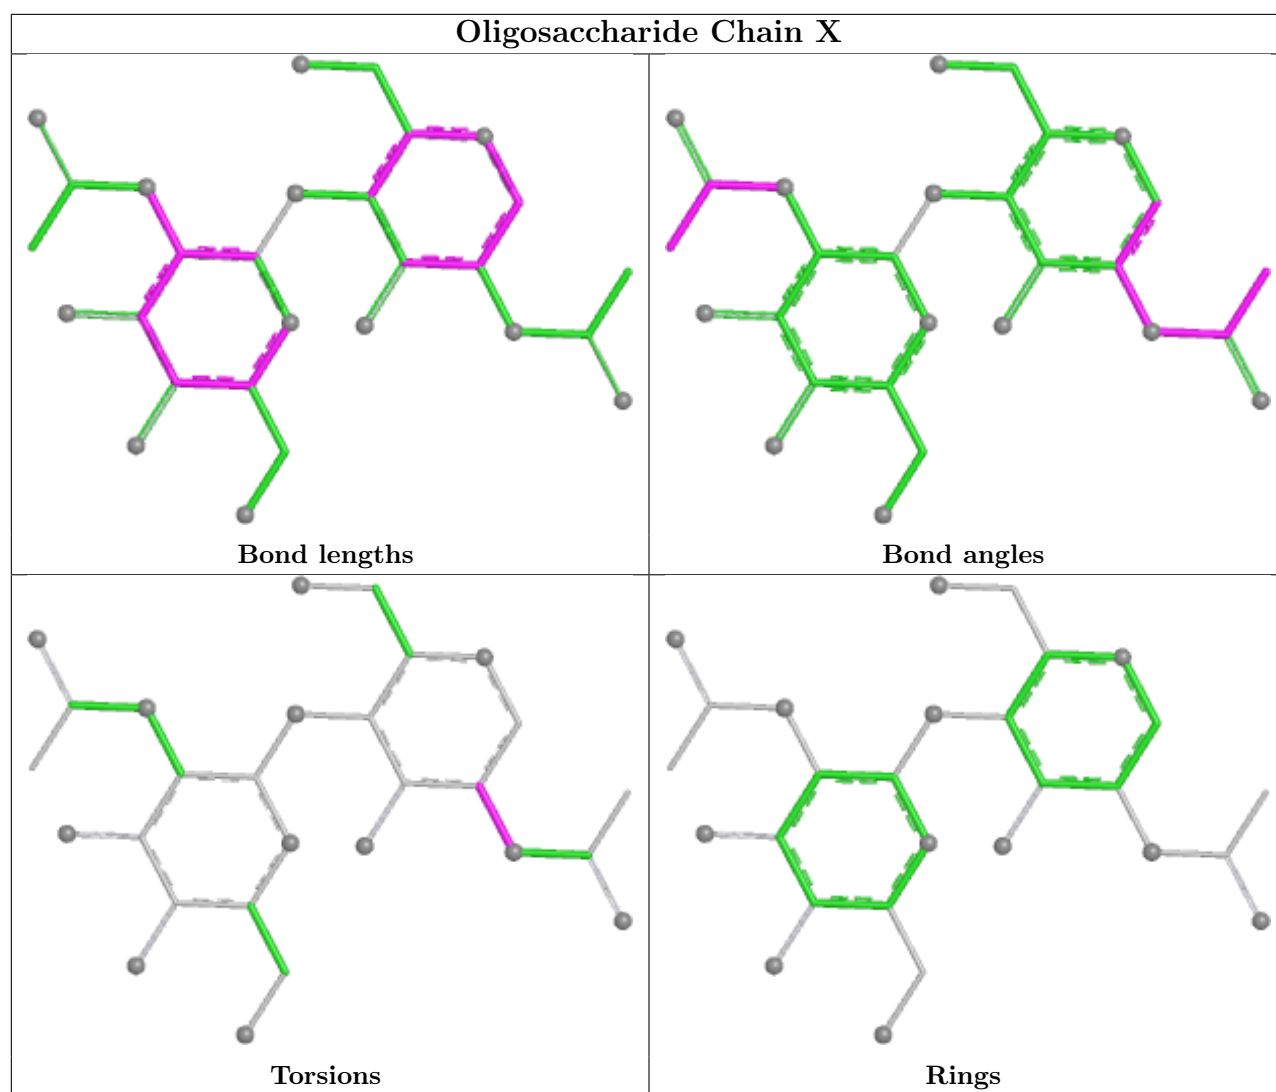 Oligosaccharide Chain X
Bond lengths
Bond angles
Torsions
Rings